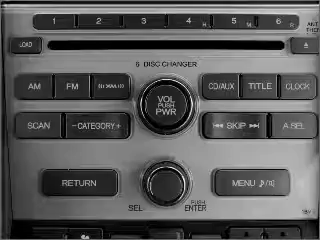 1 2 3 4 5 6
LOAD
6 DISC CHANGER
AM FM VOL PUSH PWR CD/AUX TITLE CLOCK
SCAN −CATEGORY+ SKIP A.SEL
RETURN MENU
SEL PUSH ENTER